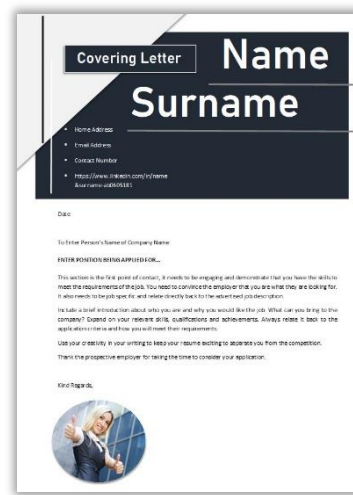 Covering Letter
Name
Surname
• Home Address
• Email Address
• Contact Number
• https://www.linkedin.com/in/name
Date
To Enter Person's Name of Company Name
ENTER POSITION BEING APPLIED FOR...
This section is the first point of contact, it needs to be engaging and demonstrate that you have the skills to
meet the requirements of the job. You need to convince the employer that you are what they are looking for.
It also needs to be job specific and relate directly back to the advertised job description.
Include a brief introduction about who you are and why you would like the job. What can you bring to the
company? Expand on your relevant skills, qualifications and achievements. Always relate it back to the
application criteria and how you will meet their requirements.
Use your creativity in your writing to keep your resume exciting to separate you from the competition.
Thank the prospective employer for taking the time to consider your application.
Kind Regards,